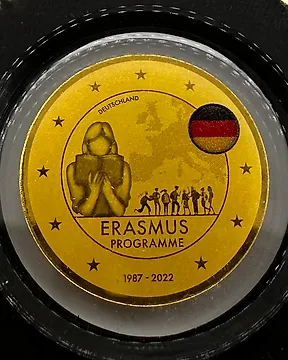 DEUTSCHLAND
ERASMUS
PROGRAMME
1987 - 2022